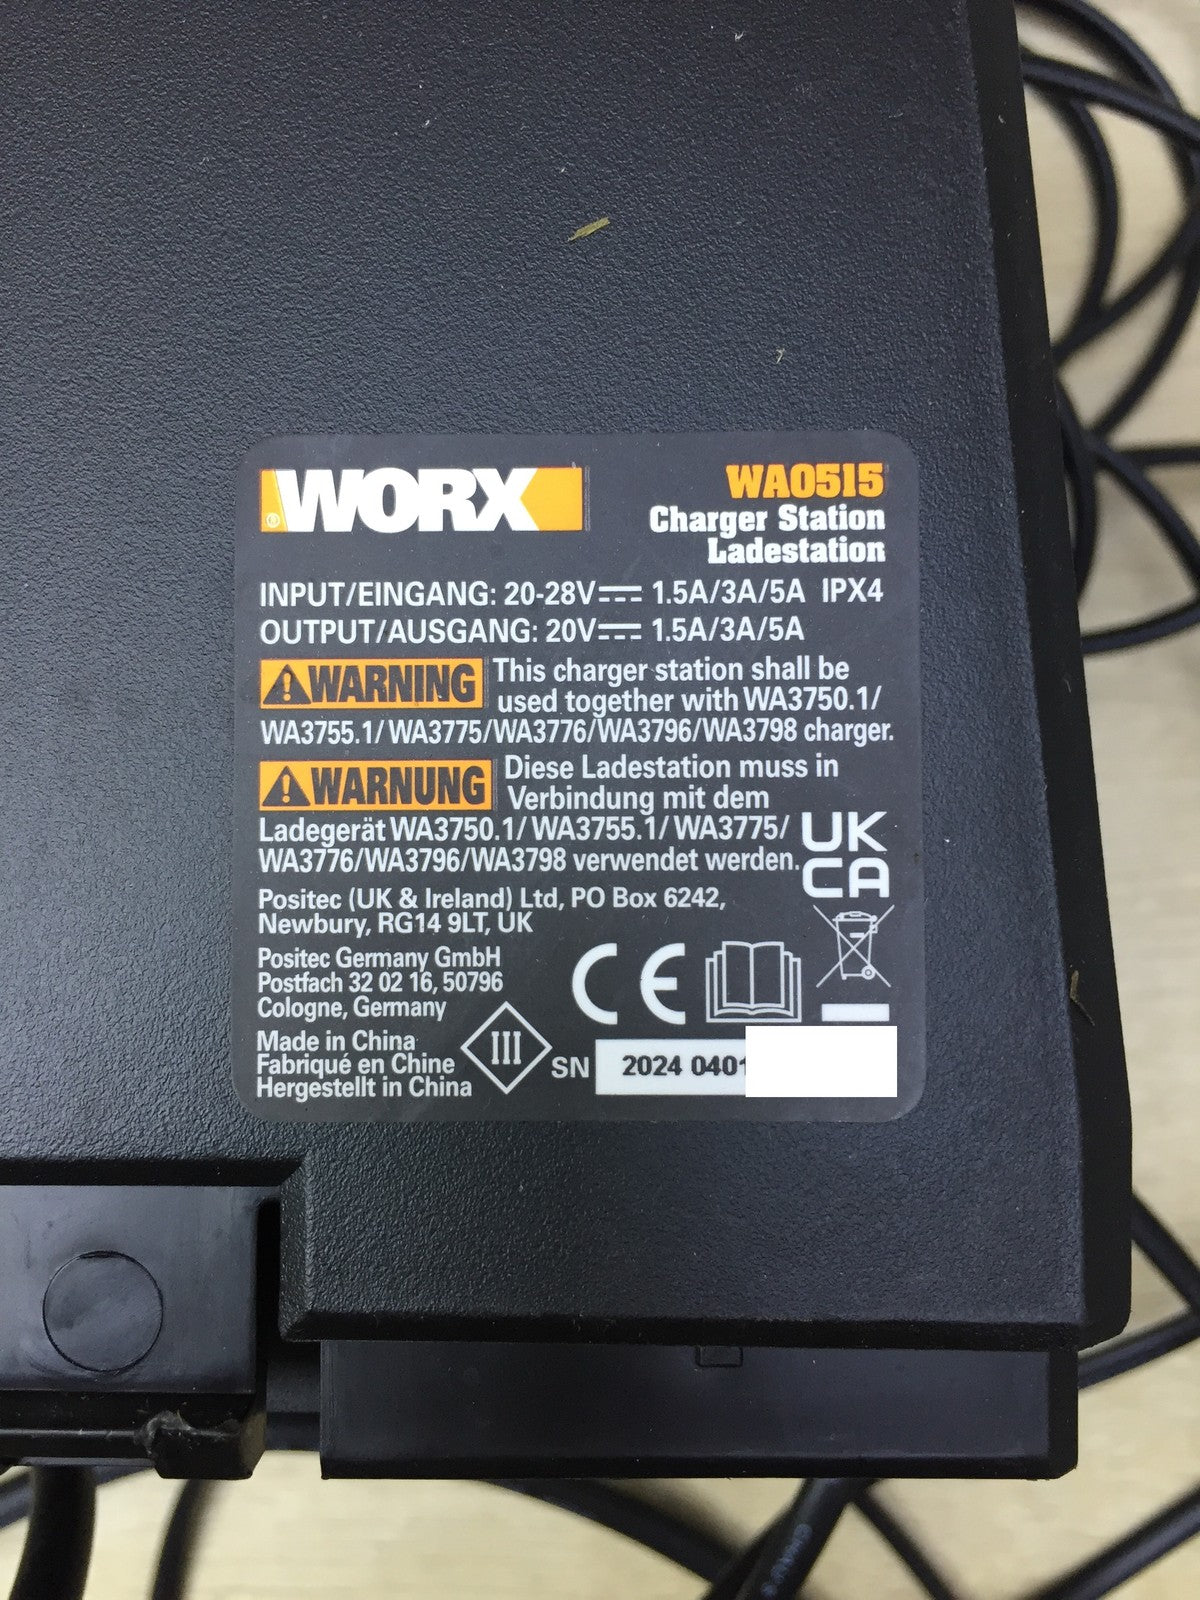 WORX
®
WA0515
Charger Station
Ladestation
INPUT/EINGANG: 20-28V 1.5A/3A/5A IPX4
OUTPUT/AUSGANG: 20V 1.5A/3A/5A
WARNING This charger station shall be
used together with WA3750.1/
WA3755.1/ WA3775/WA3776/WA3796/WA3798 charger.
WARNUNG Diese Ladestation muss in
Verbindung mit dem
Ladegerät WA3750.1/ WA3755.1/ WA3775/
WA3776/WA3796/WA3798 verwendet werden.
UK
CA
Positec (UK & Ireland) Ltd, PO Box 6242,
Newbury, RG14 9LT, UK
Positec Germany GmbH
Postfach 32 02 16, 50796
Cologne, Germany
CE
Made in China
Fabriqué en Chine
Hergestellt in China
III
SN 2024 0401